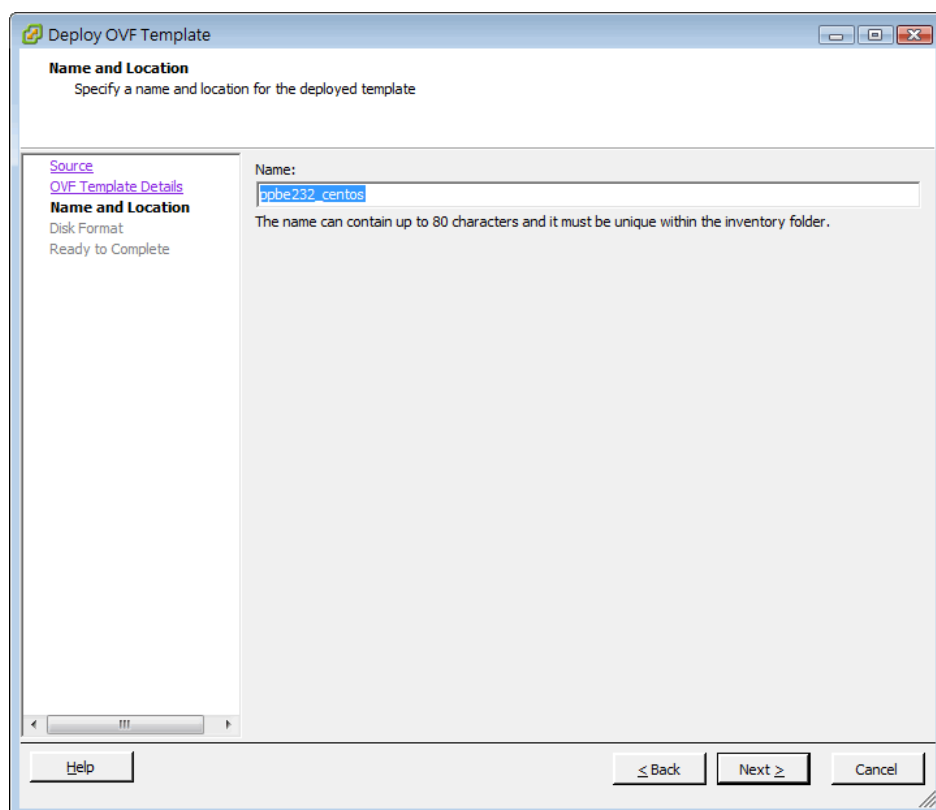 Deploy OVF Template
Name and Location
Specify a name and location for the deployed template
Source
OVF Template Details
Name and Location
Disk Format
Ready to Complete
Name:
ppbe232_centos
The name can contain up to 80 characters and it must be unique within the inventory folder.
Help
< Back
Next >
Cancel